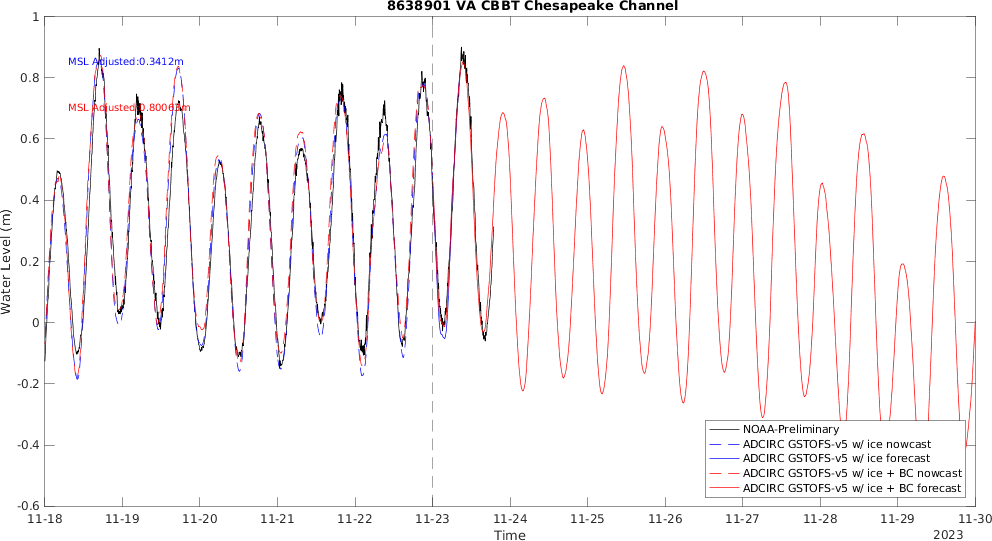 8638901 VA CBBT Chesapeake Channel
1
0.8
0.6
0.4
0.2
0
-0.2
-0.4
-0.6
Water Level (m)
MSL Adjusted:0.3412m
MSL Adjusted:0.8006 m
NOAA-Preliminary
ADCIRC GSTOFS-v5 w/ ice nowcast
ADCIRC GSTOFS-v5 w/ ice forecast
ADCIRC GSTOFS-v5 w/ ice + BC nowcast
ADCIRC GSTOFS-v5 w/ ice + BC forecast
11-18 11-19 11-20 11-21 11-22 11-23 11-24 11-25 11-26 11-27 11-28 11-29 11-30
Time
2023